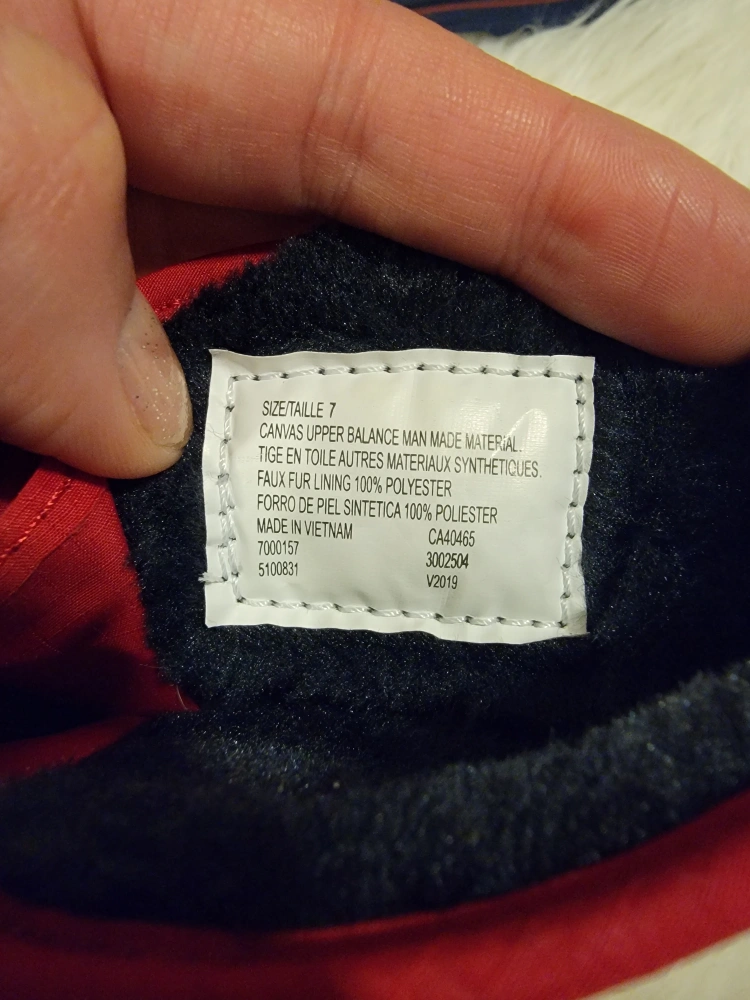 SIZE/TAILLE 7
CANVAS UPPER BALANCE MAN MADE MATERIAL.
TIGE EN TOILE AUTRES MATERIAUX SYNTHETIQUES.
FAUX FUR LINING 100% POLYESTER
FORRO DE PIEL SINTETICA 100% POLIESTER
MADE IN VIETNAM CA40465
7000157 3002504
5100831 V2019